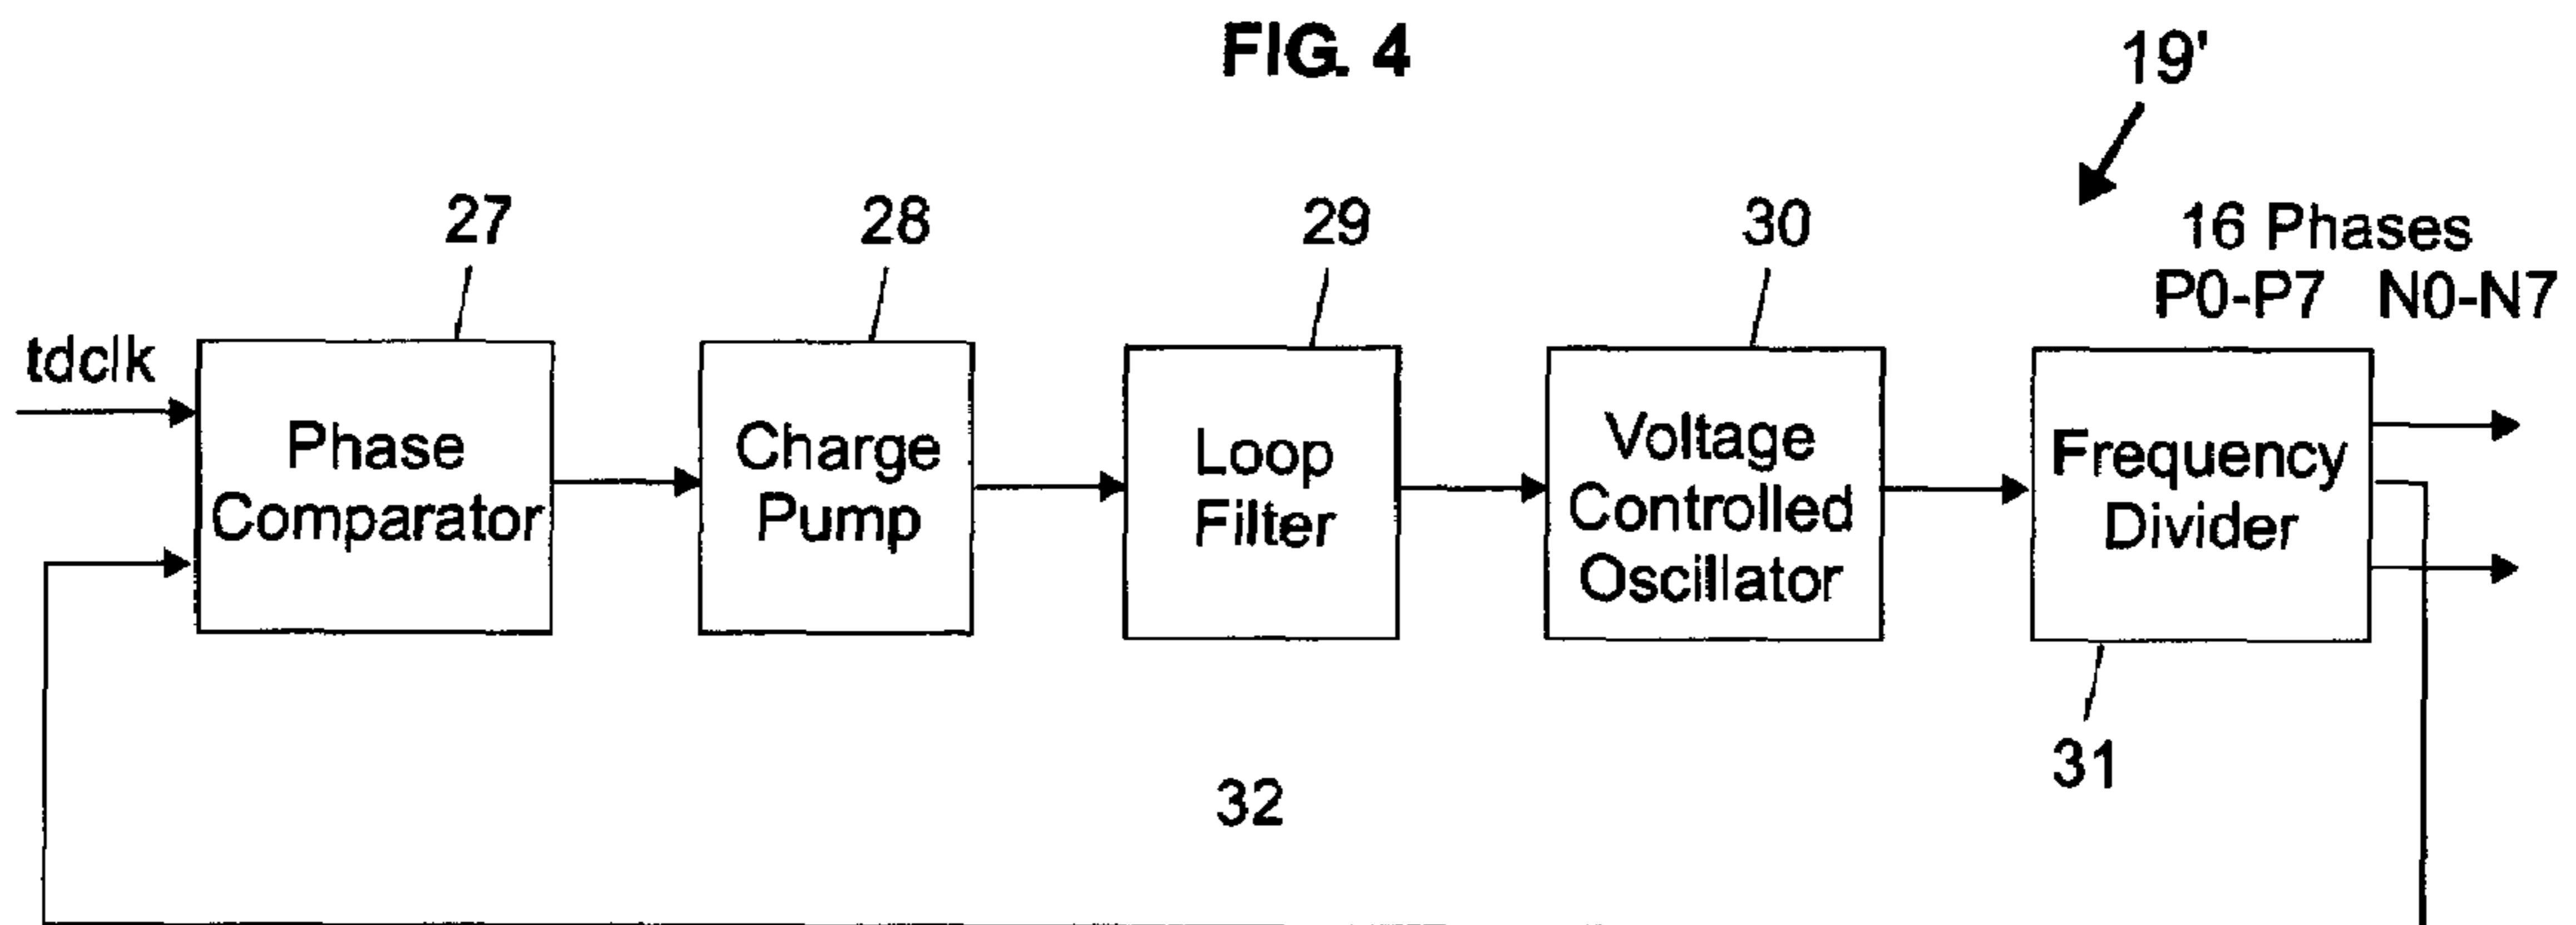 FIG. 4
19'
27
28
29
30
16 Phases
P0-P7 N0-N7
tdclk
Phase
Comparator
Charge
Pump
Loop
Filter
Voltage
Controlled
Oscillator
Frequency
Divider
31
32